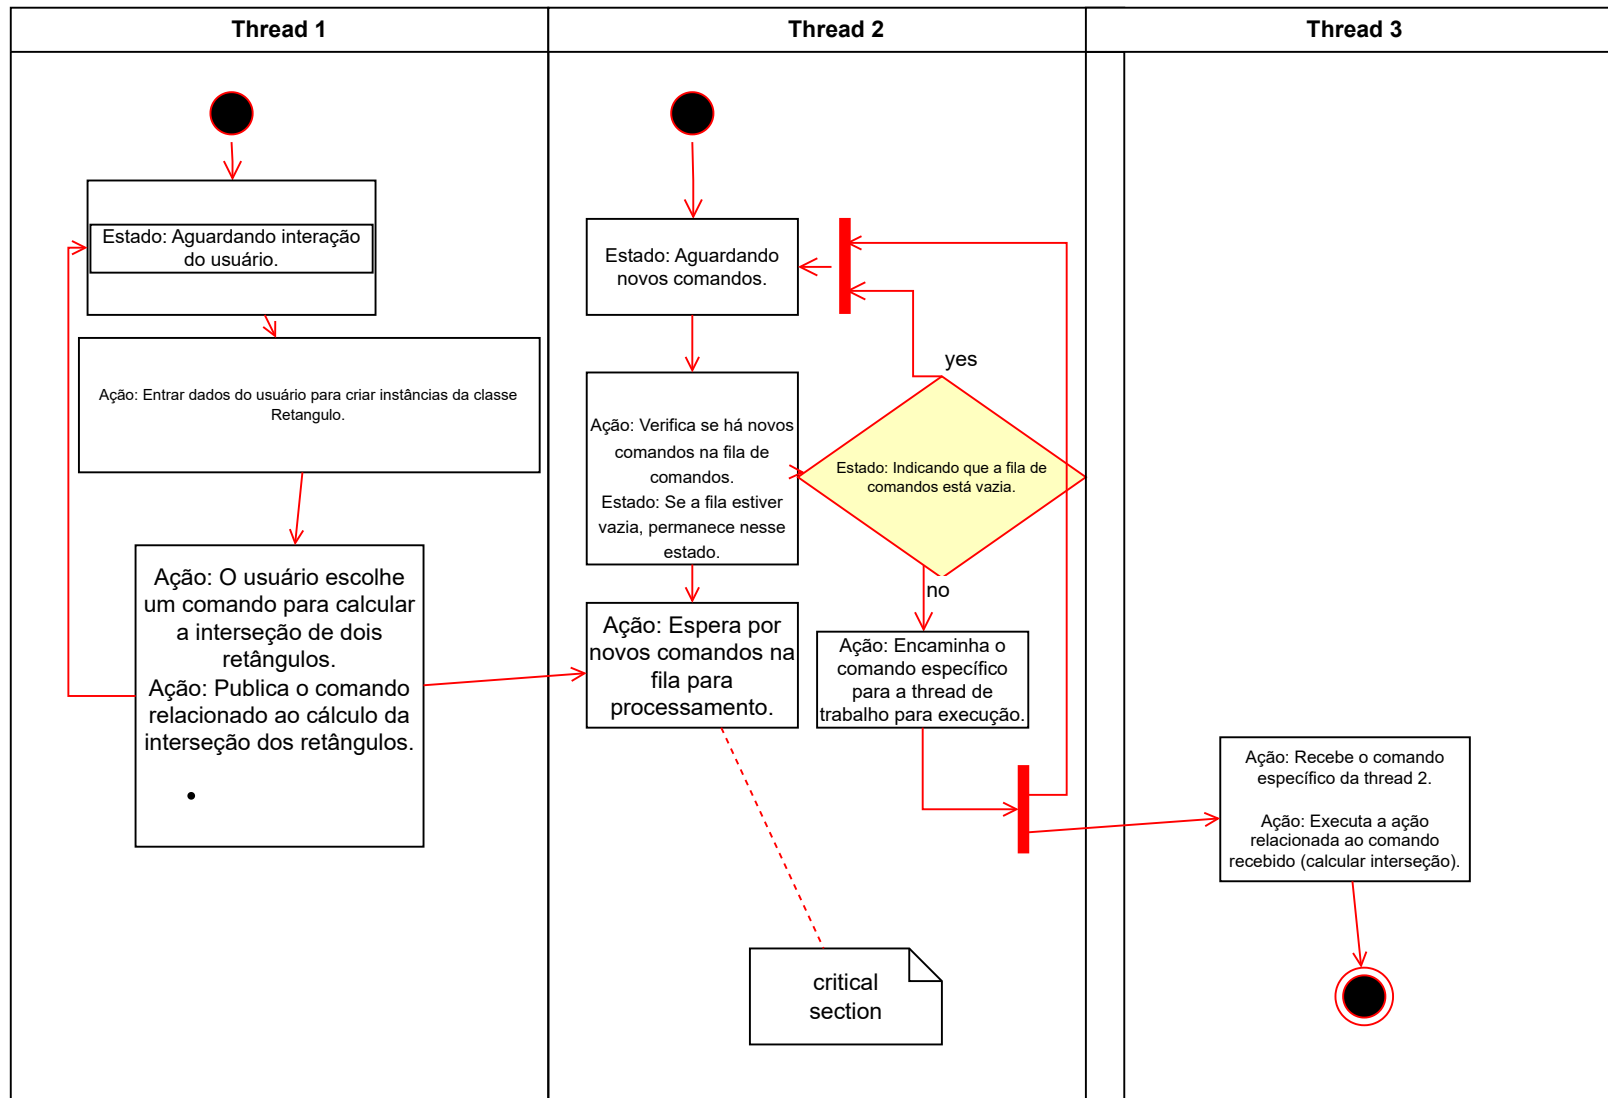 Thread 1
Thread 2
Thread 3
Estado: Aguardando interação
do usuário.
Ação: Entrar dados do usuário para criar instâncias da classe
Retangulo.
Ação: O usuário escolhe
um comando para calcular
a interseção de dois
retângulos.
Ação: Publica o comando
relacionado ao cálculo da
interseção dos retângulos.
•
Estado: Aguardando
novos comandos.
Ação: Verifica se há novos
comandos na fila de
comandos.
Estado: Se a fila estiver
vazia, permanece nesse
estado.
Ação: Espera por
novos comandos na
fila para
processamento.
yes
Estado: Indicando que a fila de
comandos está vazia.
no
Ação: Encaminha o
comando específico
para a thread de
trabalho para execução.
critical
section
Ação: Recebe o comando
específico da thread 2.
Ação: Executa a ação
relacionada ao comando
recebido (calcular interseção).